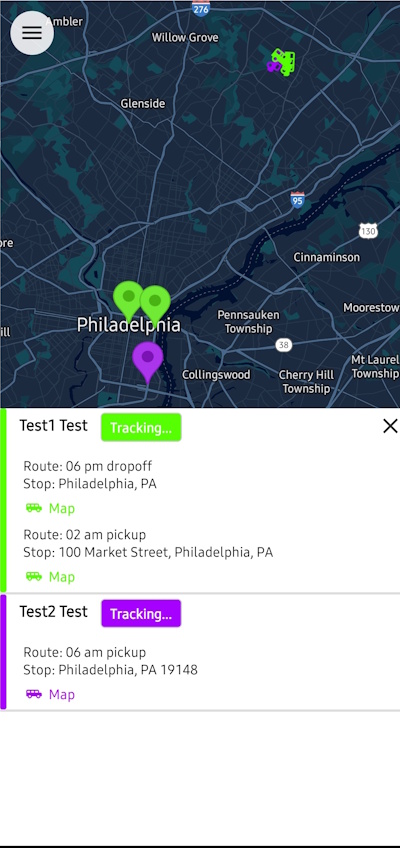 Ambler
276
Willow Grove
Glenside
95
130
Cinnaminson
Moorestow
Philadelphia
Pennsauken
Township
38
Mt Laurel
Township
Collingswood
Cherry Hill
Township
Test1 Test
Tracking...
Route: 06 pm dropoff
Stop: Philadelphia, PA
Map
Route: 02 am pickup
Stop: 100 Market Street, Philadelphia, PA
Map
Test2 Test
Tracking...
Route: 06 am pickup
Stop: Philadelphia, PA 19148
Map